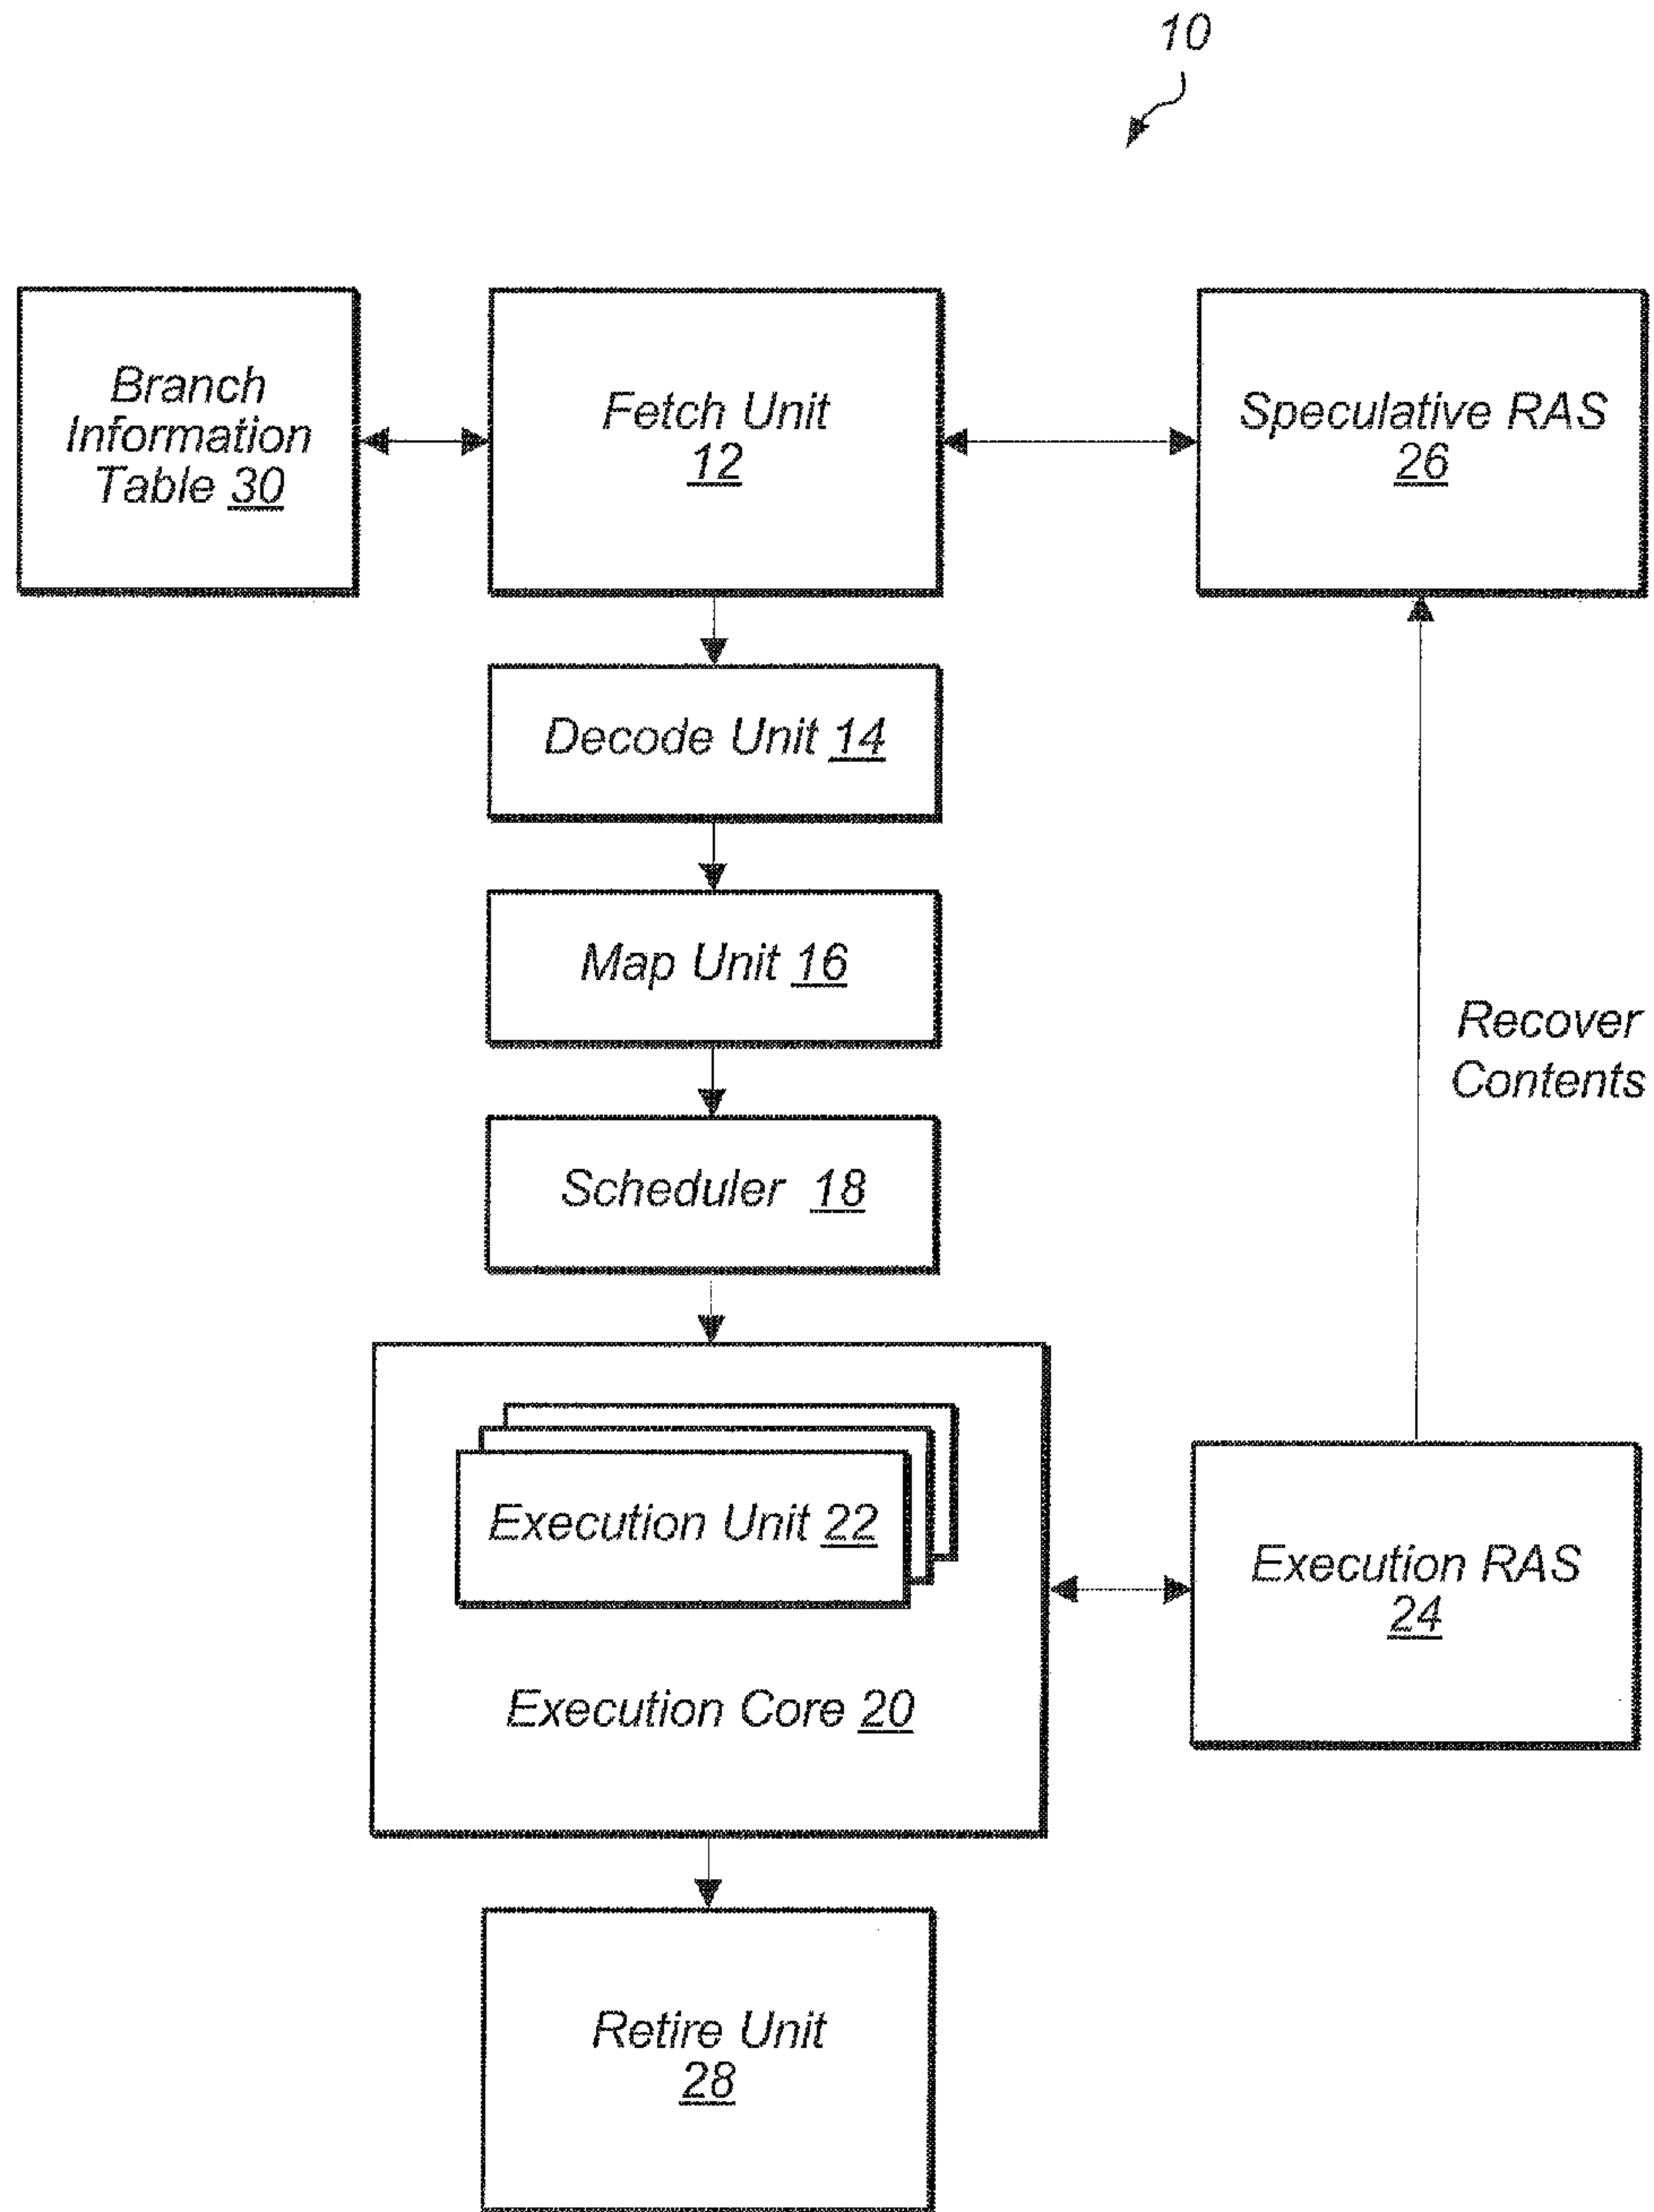 10
Branch
Information
Table 30
Fetch Unit
12
Speculative RAS
26
Decode Unit 14
Map Unit 16
Recover
Contents
Scheduler 18
Execution Unit 22
Execution RAS
24
Execution Core 20
Retire Unit
28